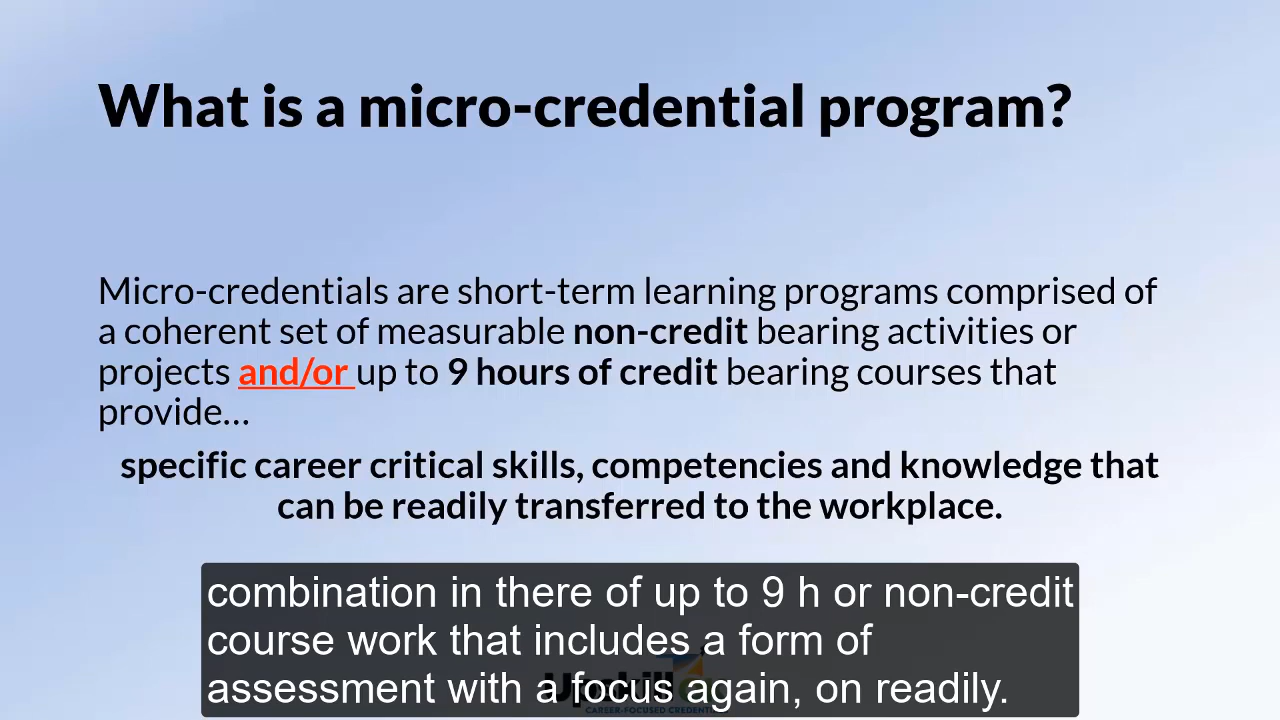 What is a micro-credential program?
Micro-credentials are short-term learning programs comprised of
a coherent set of measurable non-credit bearing activities or
projects and/or up to 9 hours of credit bearing courses that
provide...
specific career critical skills, competencies and knowledge that
can be readily transferred to the workplace.
combination in there of up to 9 h or non-credit
course work that includes a form of
assessment with a focus again, on readily.
CAREER-FOCUSED